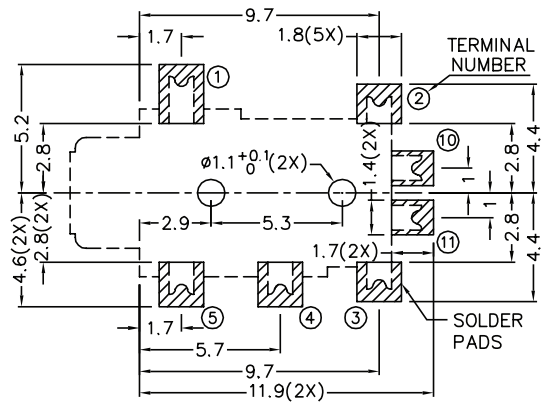 9.7
1.7
1.8(5X)
TERMINAL
NUMBER
1
2
5.2
2.8
ø1.1 +0.1 0 (2X)
1.4(2X)
10
2.8
4.4
1
2.9
5.3
1
4.6(2X)
2.8(2X)
1.7(2X)
11
2.8
4.4
1.7
5
4
3
SOLDER
PADS
5.7
9.7
11.9(2X)